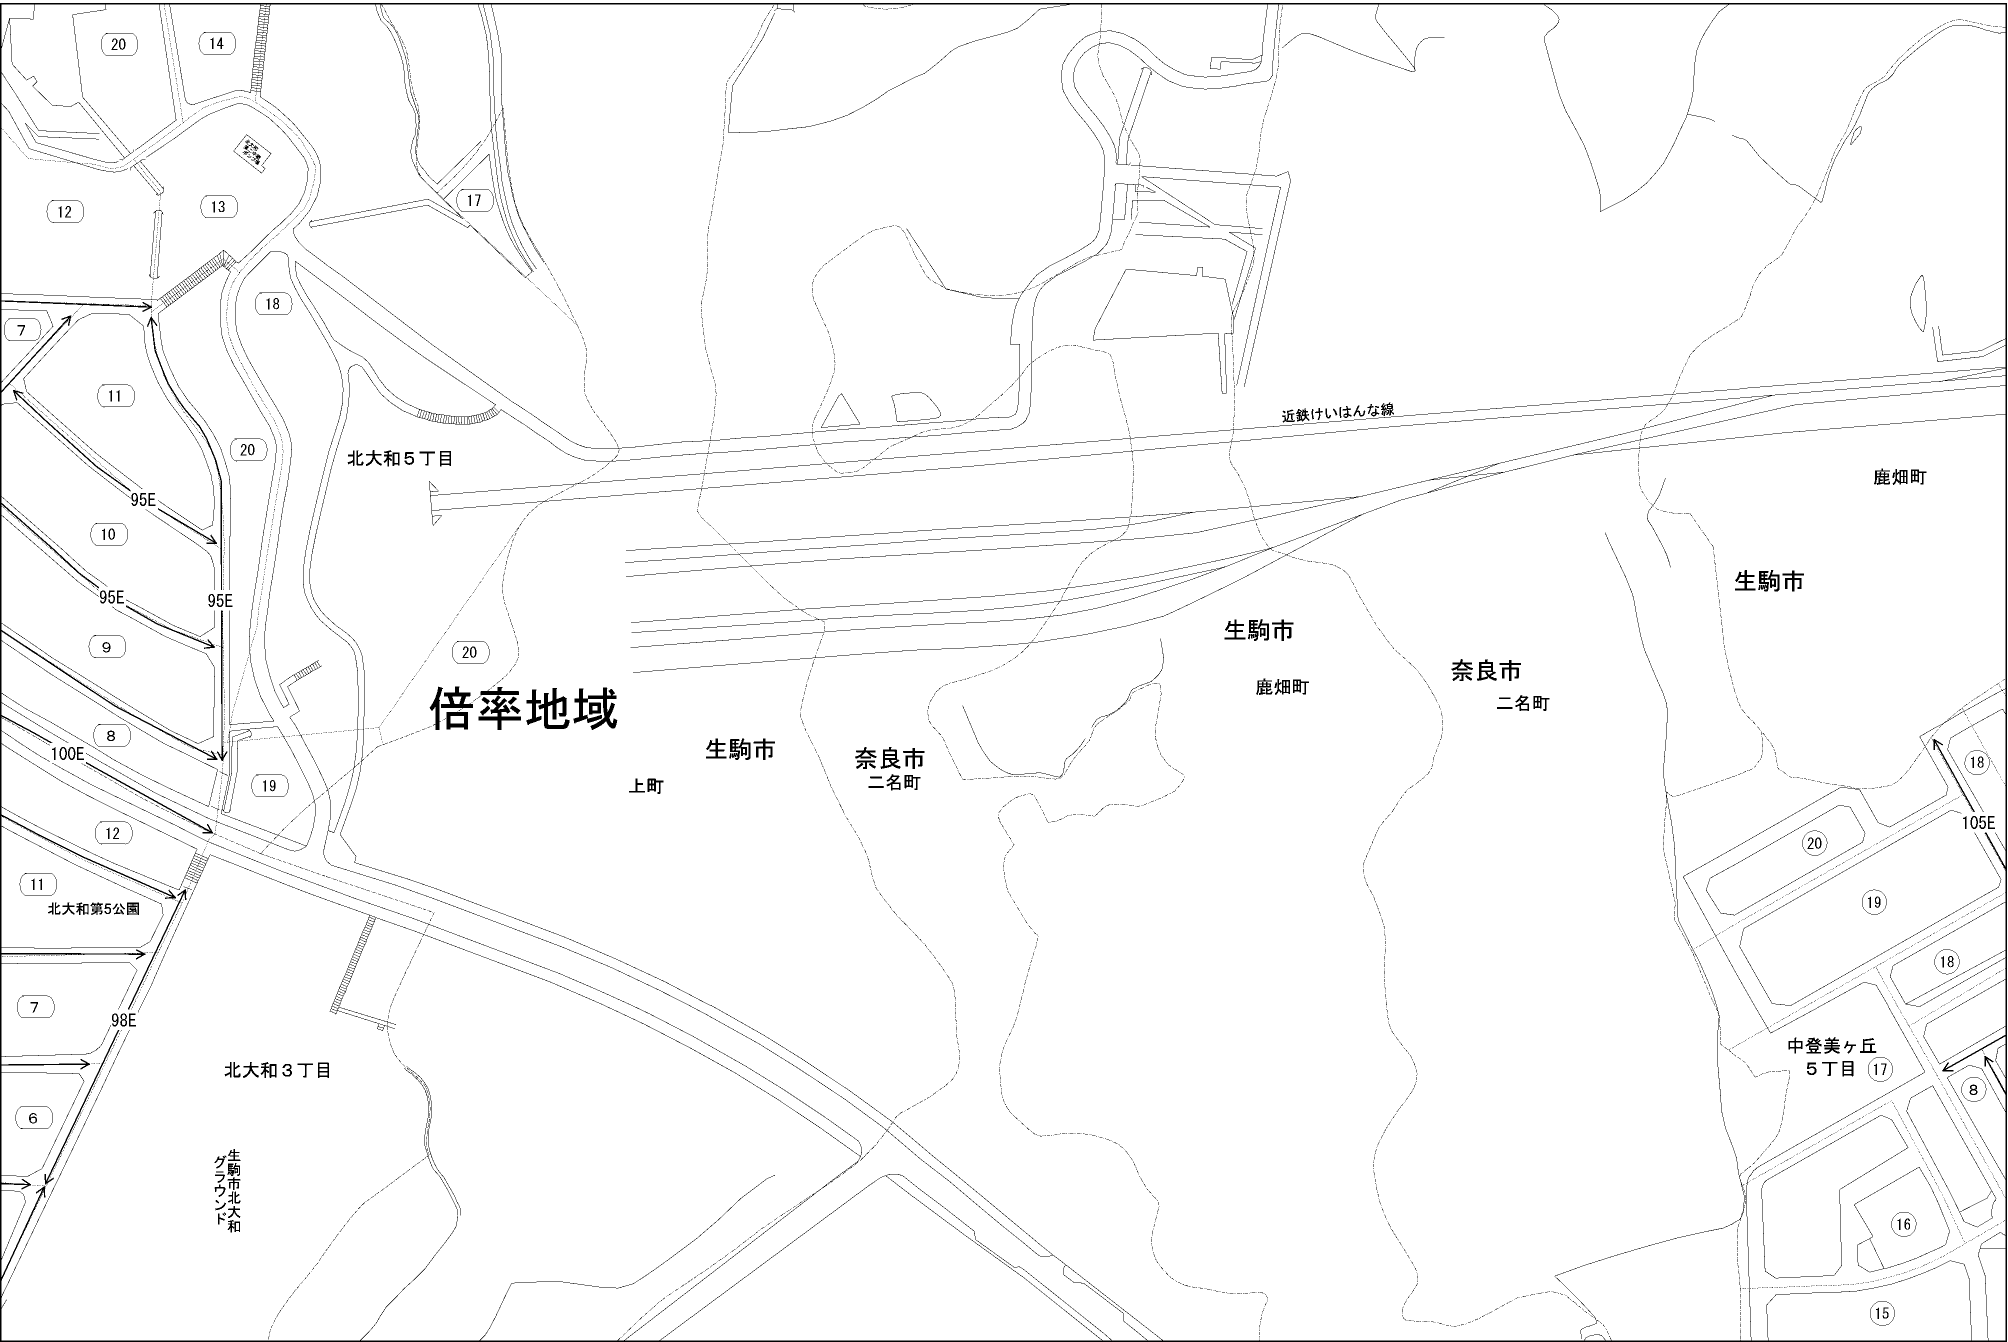 20
14
12
13
17
18
7
11
近鉄けいはんな線
20
北大和５丁目
鹿畑町
95E
10
生駒市
95E
95E
生駒市
9
20
奈良市
鹿畑町
二名町
倍率地域
8
生駒市
100E
奈良市
18
二名町
19
上町
105E
12
20
11
19
北大和第5公園
18
7
98E
中登美ヶ丘
５丁目
17
北大和３丁目
8
6
生駒市北大和
グラウンド
16
15